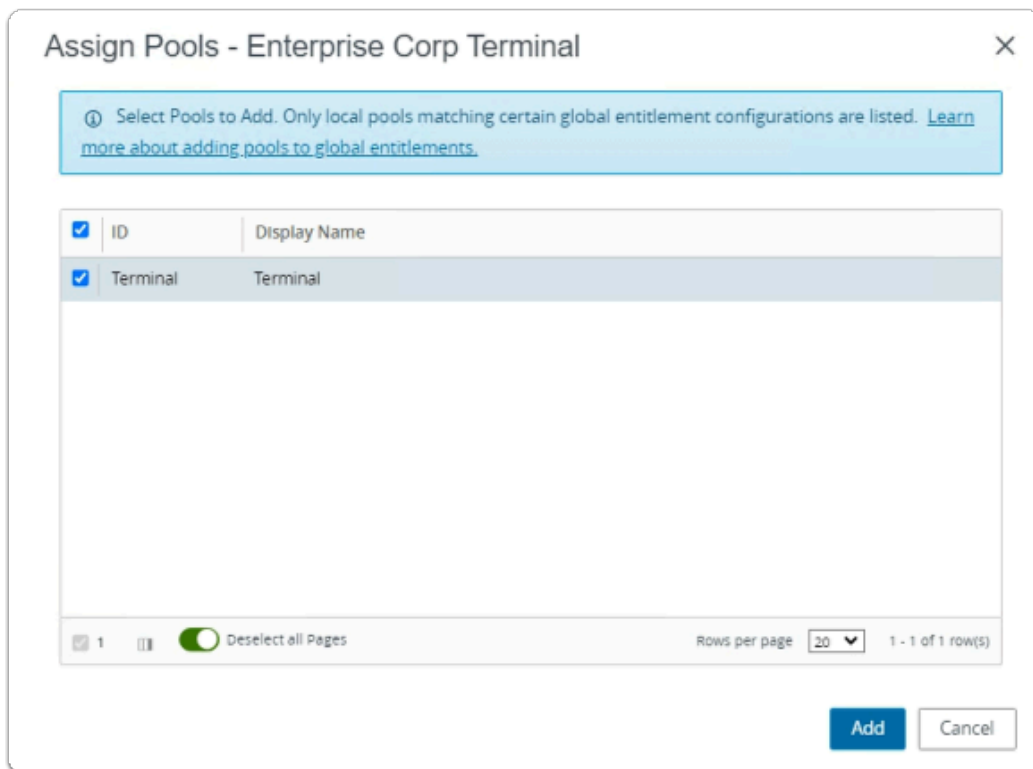 Assign Pools - Enterprise Corp Terminal
Select Pools to Add. Only local pools matching certain global entitlement configurations are listed. Learn
more about adding pools to global entitlements.
ID Display Name
Terminal Terminal
1 Deselect all Pages Rows per page 20 1 - 1 of 1 row(s)
Add Cancel